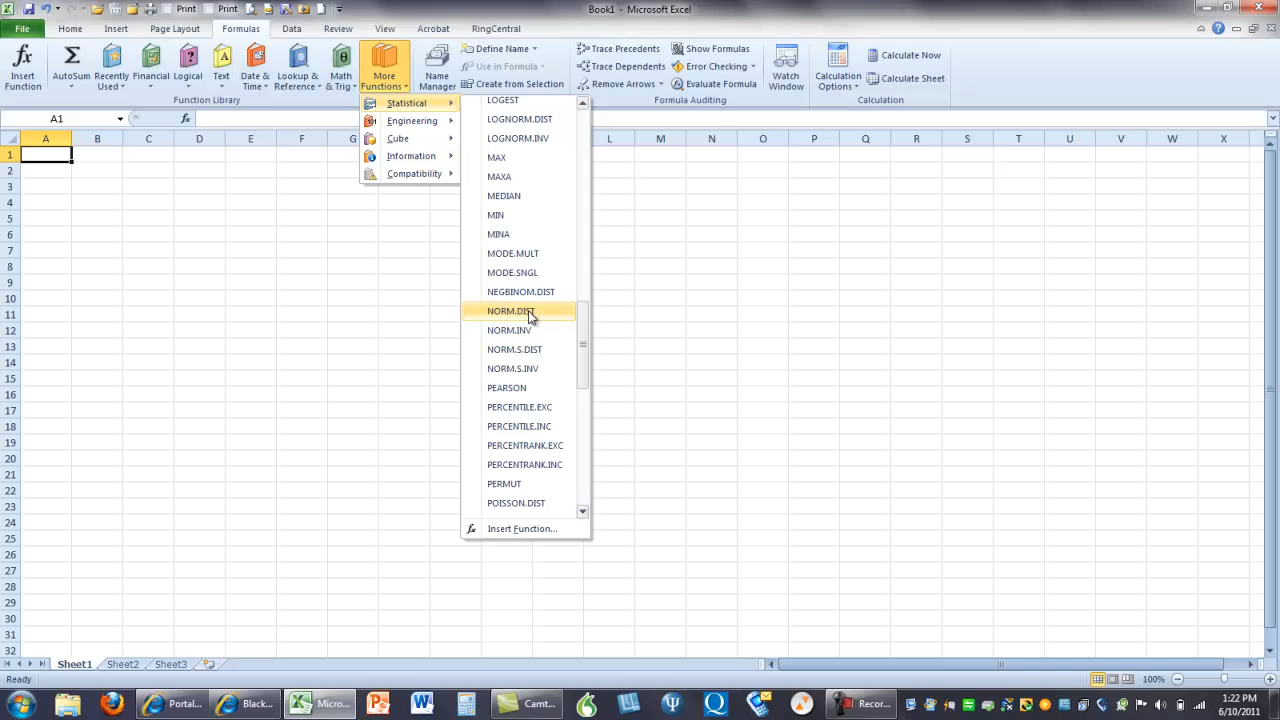 Print
Print
Book1 - Microsoft Excel
File
Home
Insert
Page Layout
Formulas
Data
Review
View
Acrobat
RingCentral
fx
Insert
Function
Σ
AutoSum
Recently
Used
Financial
Logical
A
Text
Date &
Time
Lookup &
Reference
θ
Math
& Trig
More
Functions
Function Library
Name
Manager
Define Name
Use in Formula
Create from Selection
Trace Precedents
Trace Dependents
Remove Arrows
Show Formulas
Error Checking
Evaluate Formula
Formula Auditing
Watch
Window
Calculation
Options
Calculate Now
Calculate Sheet
Calculation
A1
fx
Statistical
Engineering
Cube
Information
Compatibility
LOGEST
LOGNORM.DIST
LOGNORM.INV
MAX
MAXA
MEDIAN
MIN
MINA
MODE.MULT
MODE.SNGL
NEGBINOM.DIST
NORM.DIST
NORM.INV
NORM.S.DIST
NORM.S.INV
PEARSON
PERCENTILE.EXC
PERCENTILE.INC
PERCENTRANK.EXC
PERCENTRANK.INC
PERMUT
POISSON.DIST
fx Insert Function...
A B C D E F G L M N O P Q R S T U V W X
1
2
3
4
5
6
7
8
9
10
11
12
13
14
15
16
17
18
19
20
21
22
23
24
25
26
27
28
29
30
31
32
Sheet1 Sheet2 Sheet3
Ready
100%
Portal...
Black...
Micro...
Camt...
Recor...
1:22 PM
6/10/2011